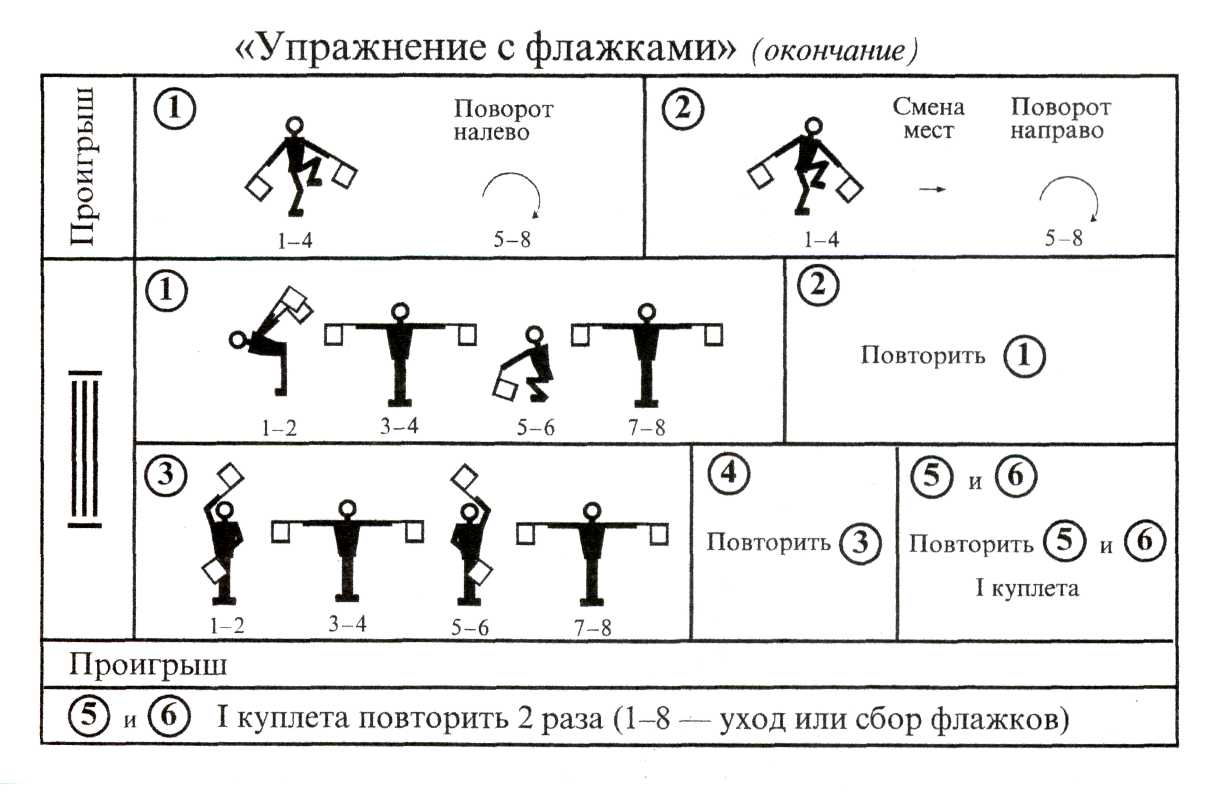 «Упражнение с флажками» (окончание)
Проигрыш
1
Поворот
налево
1–4
5–8
2
Смена
мест
Поворот
направо
1–4
5–8
III
1
1–2
3–4
5–6
7–8
2
Повторить 1
3
1–2
3–4
5–6
7–8
4
Повторить 3
5 и 6
Повторить 5 и 6
I куплета
Проигрыш
5 и 6 I куплета повторить 2 раза (1–8 — уход или сбор флажков)